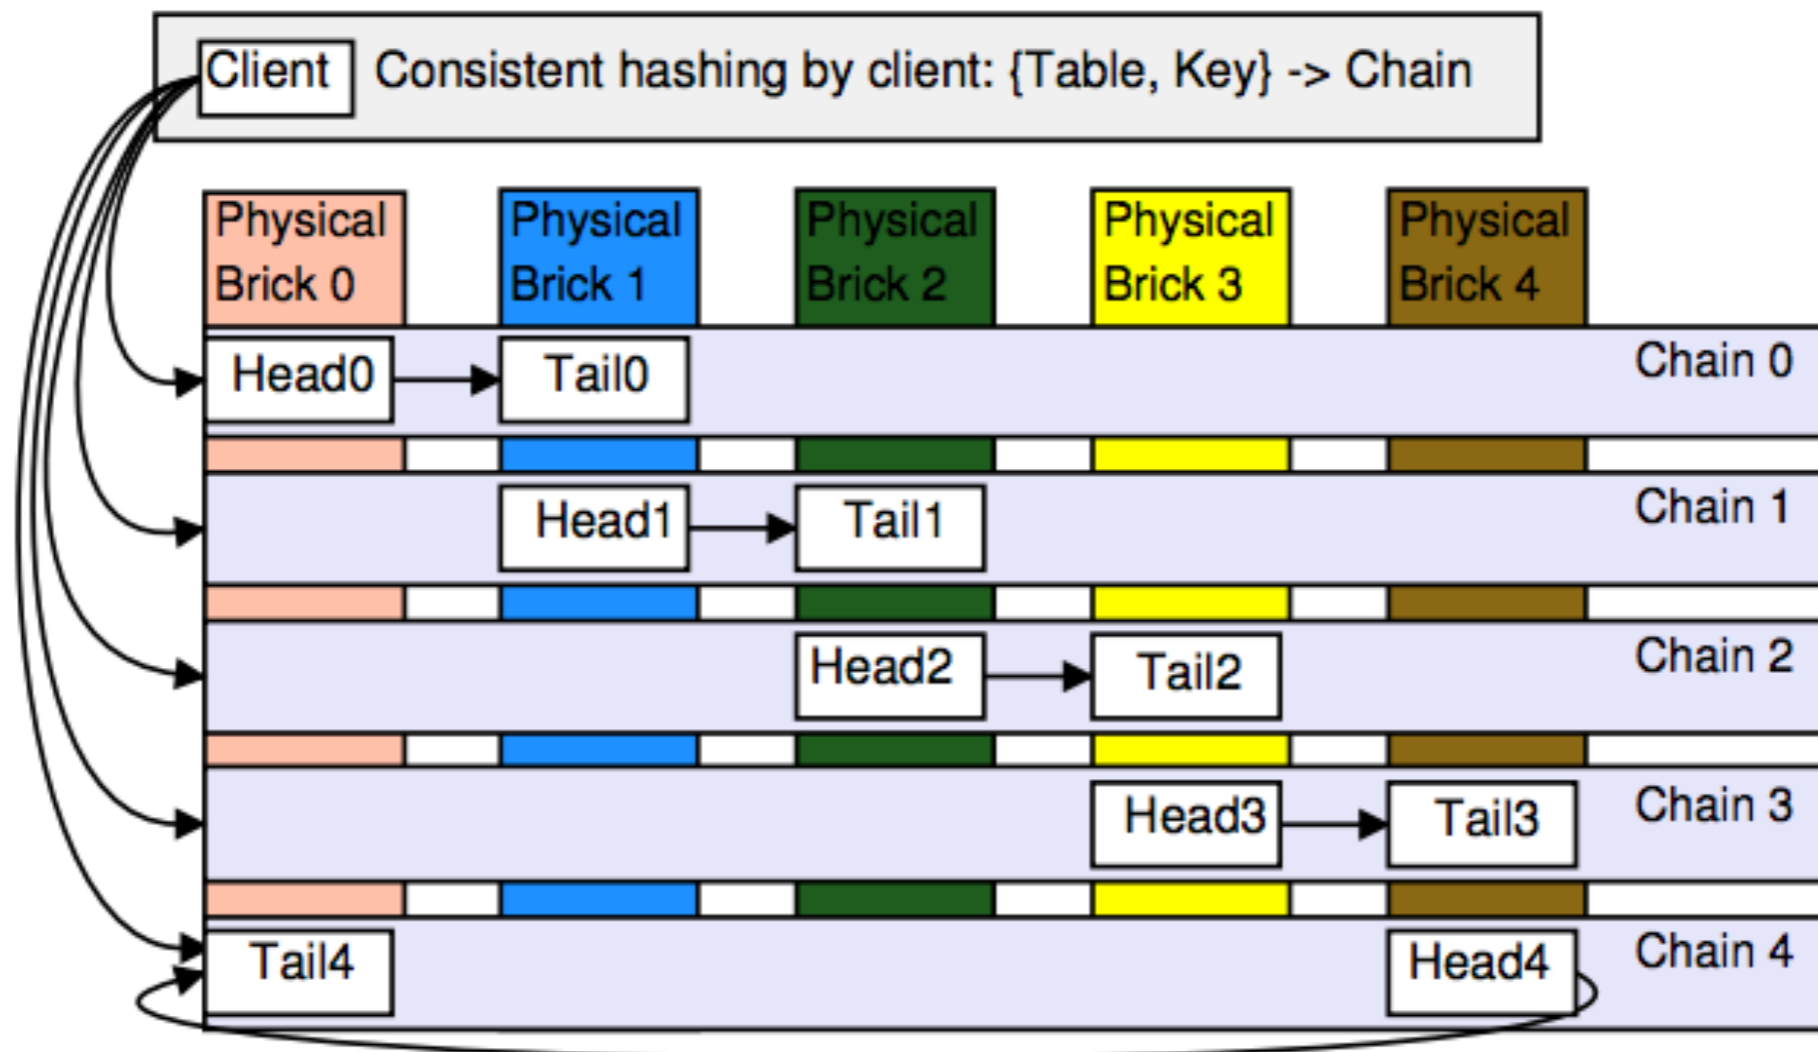 Client Consistent hashing by client: {Table, Key} -> Chain
Physical Brick 0
Physical Brick 1
Physical Brick 2
Physical Brick 3
Physical Brick 4
Head0 Tail0 Chain 0
Head1 Tail1 Chain 1
Head2 Tail2 Chain 2
Head3 Tail3 Chain 3
Tail4 Head4 Chain 4